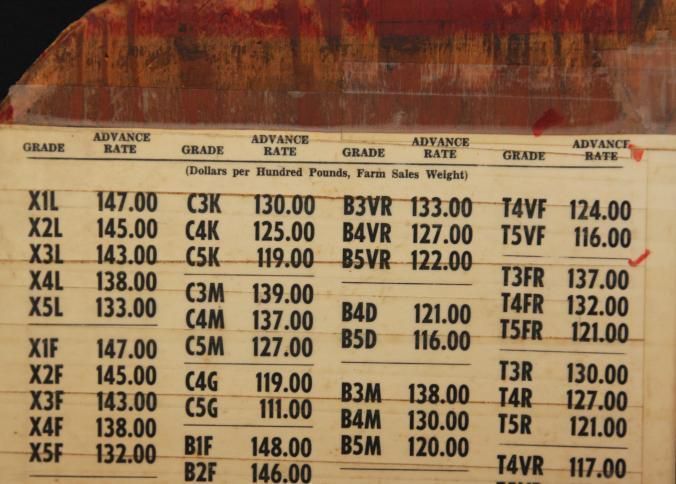 GRADE ADVANCE RATE GRADE ADVANCE RATE GRADE ADVANCE RATE GRADE ADVANCE RATE
(Dollars per Hundred Pounds, Farm Sales Weight)
X1L 147.00
X2L 145.00
X3L 143.00
X4L 138.00
X5L 133.00
X1F 147.00
X2F 145.00
X3F 143.00
X4F 138.00
X5F 132.00
C3K 130.00
C4K 125.00
C5K 119.00
C3M 139.00
C4M 137.00
C5M 127.00
C4G 119.00
C5G 111.00
B1F 148.00
B2F 146.00
B3VR 133.00
B4VR 127.00
B5VR 122.00
B4D 121.00
B5D 116.00
B3M 138.00
B4M 130.00
B5M 120.00
T4VF 124.00
T5VF 116.00
T3FR 137.00
T4FR 132.00
T5FR 121.00
T3R 130.00
T4R 127.00
T5R 121.00
T4VR 117.00